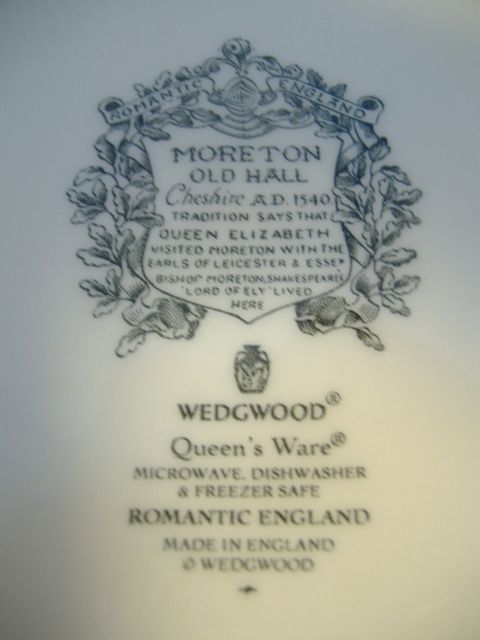 ROMANTIC ENGLAND
MORETON
OLD HALL
Cheshire A.D. 1540
TRADITION SAYS THAT
QUEEN ELIZABETH
VISITED MORETON WITH THE
EARLS OF LEICESTER & ESSEX
BISHOP MORETON, SHAKESPEARE'S
'LORD OF ELY' LIVED
HERE
WEDGWOOD®
Queen's Ware®
MICROWAVE, DISHWASHER
& FREEZER SAFE
ROMANTIC ENGLAND
MADE IN ENGLAND
© WEDGWOOD